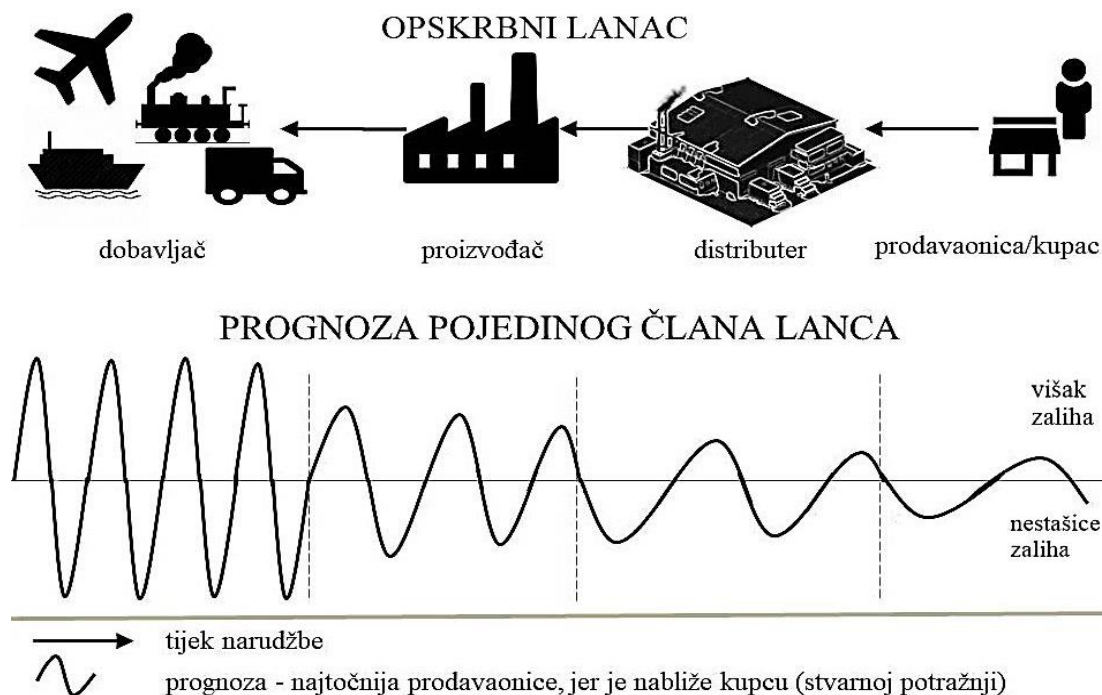 OPSKRBNI LANAC
dobavljač
proizvođač
distributer
prodavaonica/kupac
PROGNOZA POJEDINOG ČLANA LANCA
višak
zaliha
nestašice
zaliha
tijek narudžbe
prognoza - najtočnija prodavaonice, jer je nabliže kupcu (stvarnoj potražnji)